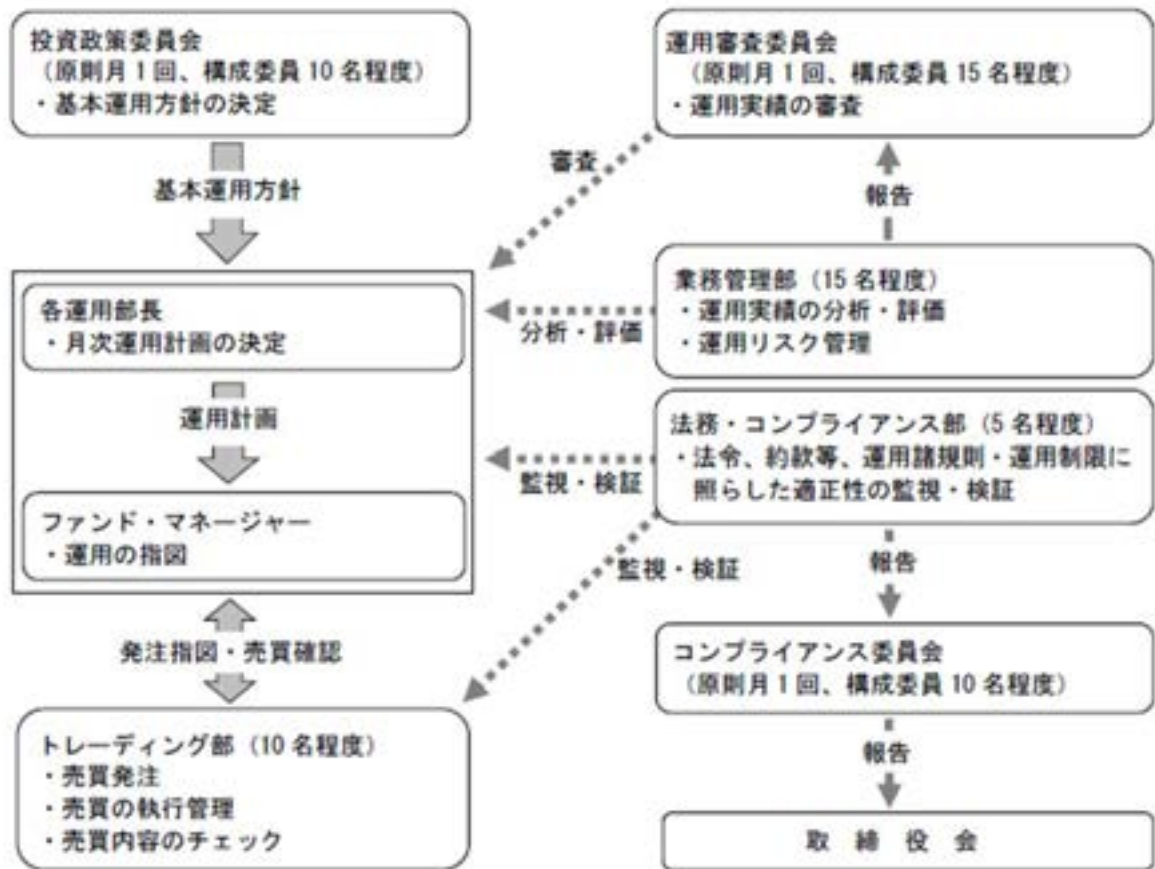 投資政策委員会
(原則月1回、構成委員10名程度)
・基本運用方針の決定
基本運用方針
各運用部長
・月次運用計画の決定
運用計画
ファンド・マネージャー
・運用の指図
発注指図・売買確認
トレーディング部(10名程度)
・売買発注
・売買の執行管理
・売買内容のチェック
運用審査委員会
(原則月1回、構成委員15名程度)
・運用実績の審査
審査
報告
業務管理部(15名程度)
・運用実績の分析・評価
・運用リスク管理
分析・評価
法務・コンプライアンス部(5名程度)
・法令、約款等、運用諸規則・運用制限に
照らした適正性の監視・検証
監視・検証
監視・検証
報告
コンプライアンス委員会
(原則月1回、構成委員10名程度)
報告
取締役会